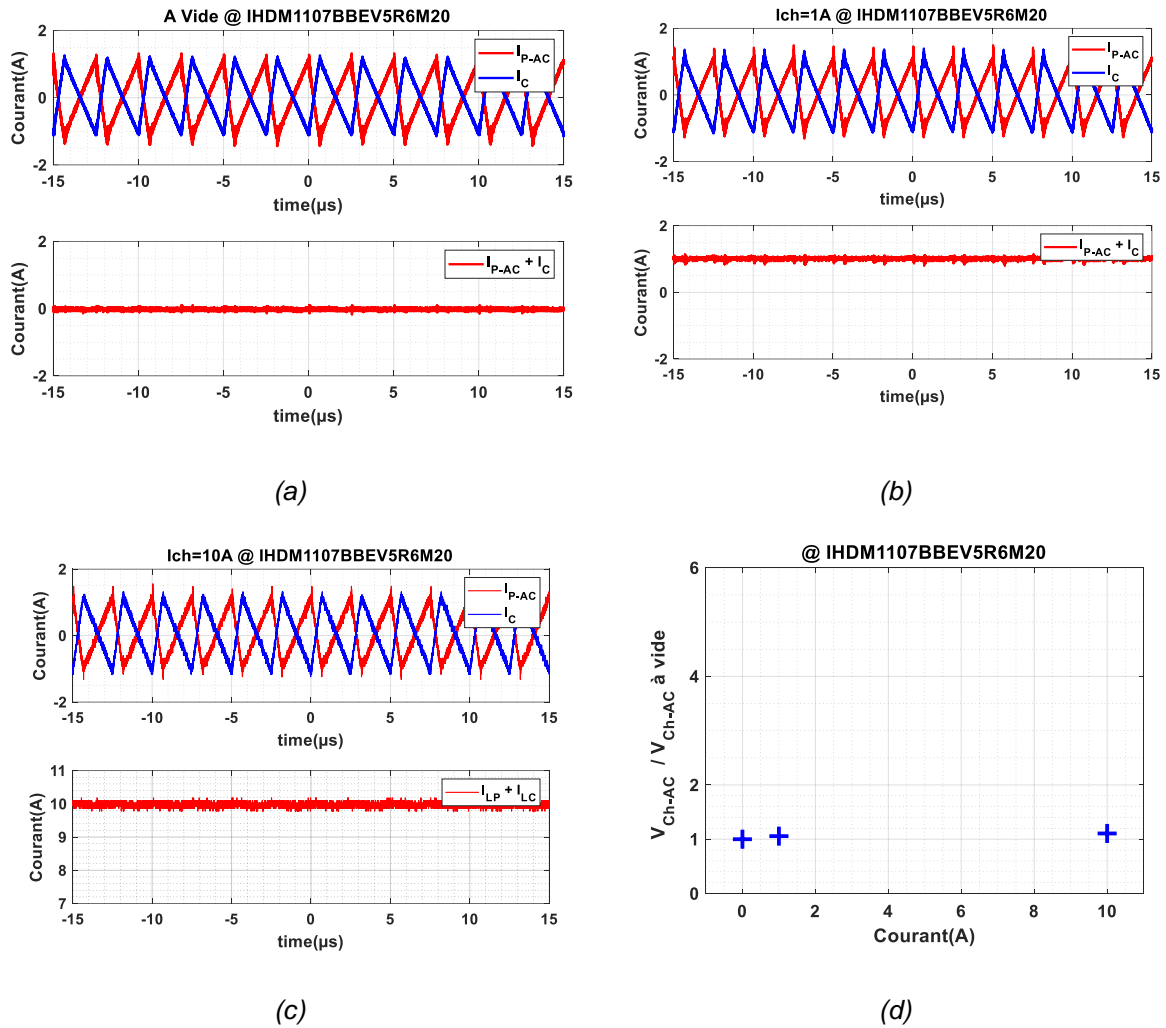 A Vide @ IHDM1107BBEV5R6M20
2
0
-2
Courant(A)
I_P-AC
I_C
-15 -10 -5 0 5 10 15
time(µs)
2
0
-2
Courant(A)
I_P-AC + I_C
-15 -10 -5 0 5 10 15
time(µs)
(a)
Ich=1A @ IHDM1107BBEV5R6M20
2
0
-2
Courant(A)
I_P-AC
I_C
-15 -10 -5 0 5 10 15
time(µs)
2
0
-2
Courant(A)
I_P-AC + I_C
-15 -10 -5 0 5 10 15
time(µs)
(b)
Ich=10A @ IHDM1107BBEV5R6M20
2
0
-2
Courant(A)
I_P-AC
I_C
-15 -10 -5 0 5 10 15
time(µs)
11
10
9
8
7
Courant(A)
I_LP + I_LC
-15 -10 -5 0 5 10 15
time(µs)
(c)
@ IHDM1107BBEV5R6M20
6
4
2
1
0
V_Ch-AC / V_Ch-AC à vide
0 2 4 6 8 10
Courant(A)
(d)